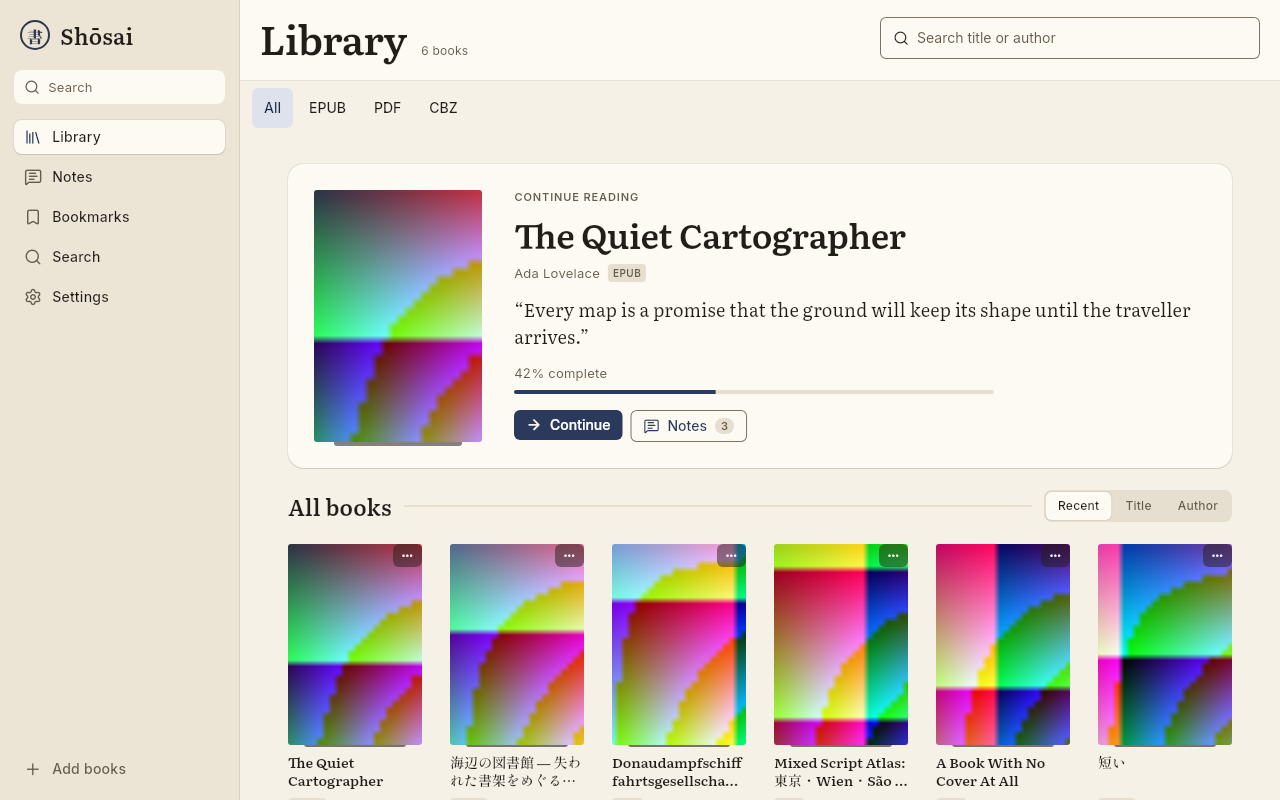 書 Shōsai
Search
Library
Notes
Bookmarks
Search
Settings
Add books
Library 6 books
Search title or author
All EPUB PDF CBZ
CONTINUE READING
The Quiet Cartographer
Ada Lovelace EPUB
“Every map is a promise that the ground will keep its shape until the traveller
arrives.”
42% complete
Continue Notes 3
All books
Recent Title Author
The Quiet
Cartographer
海辺の図書館 — 失わ
れた書架をめぐる…
Donaudampfschiff
fahrtsgesellscha…
Mixed Script Atlas:
東京・Wien・São …
A Book With No
Cover At All
短い